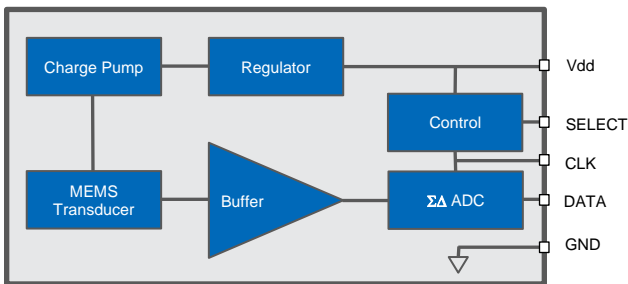 Charge Pump
Regulator
Vdd
Control
SELECT
CLK
MEMS
Transducer
Buffer
ΣΔ ADC
DATA
GND